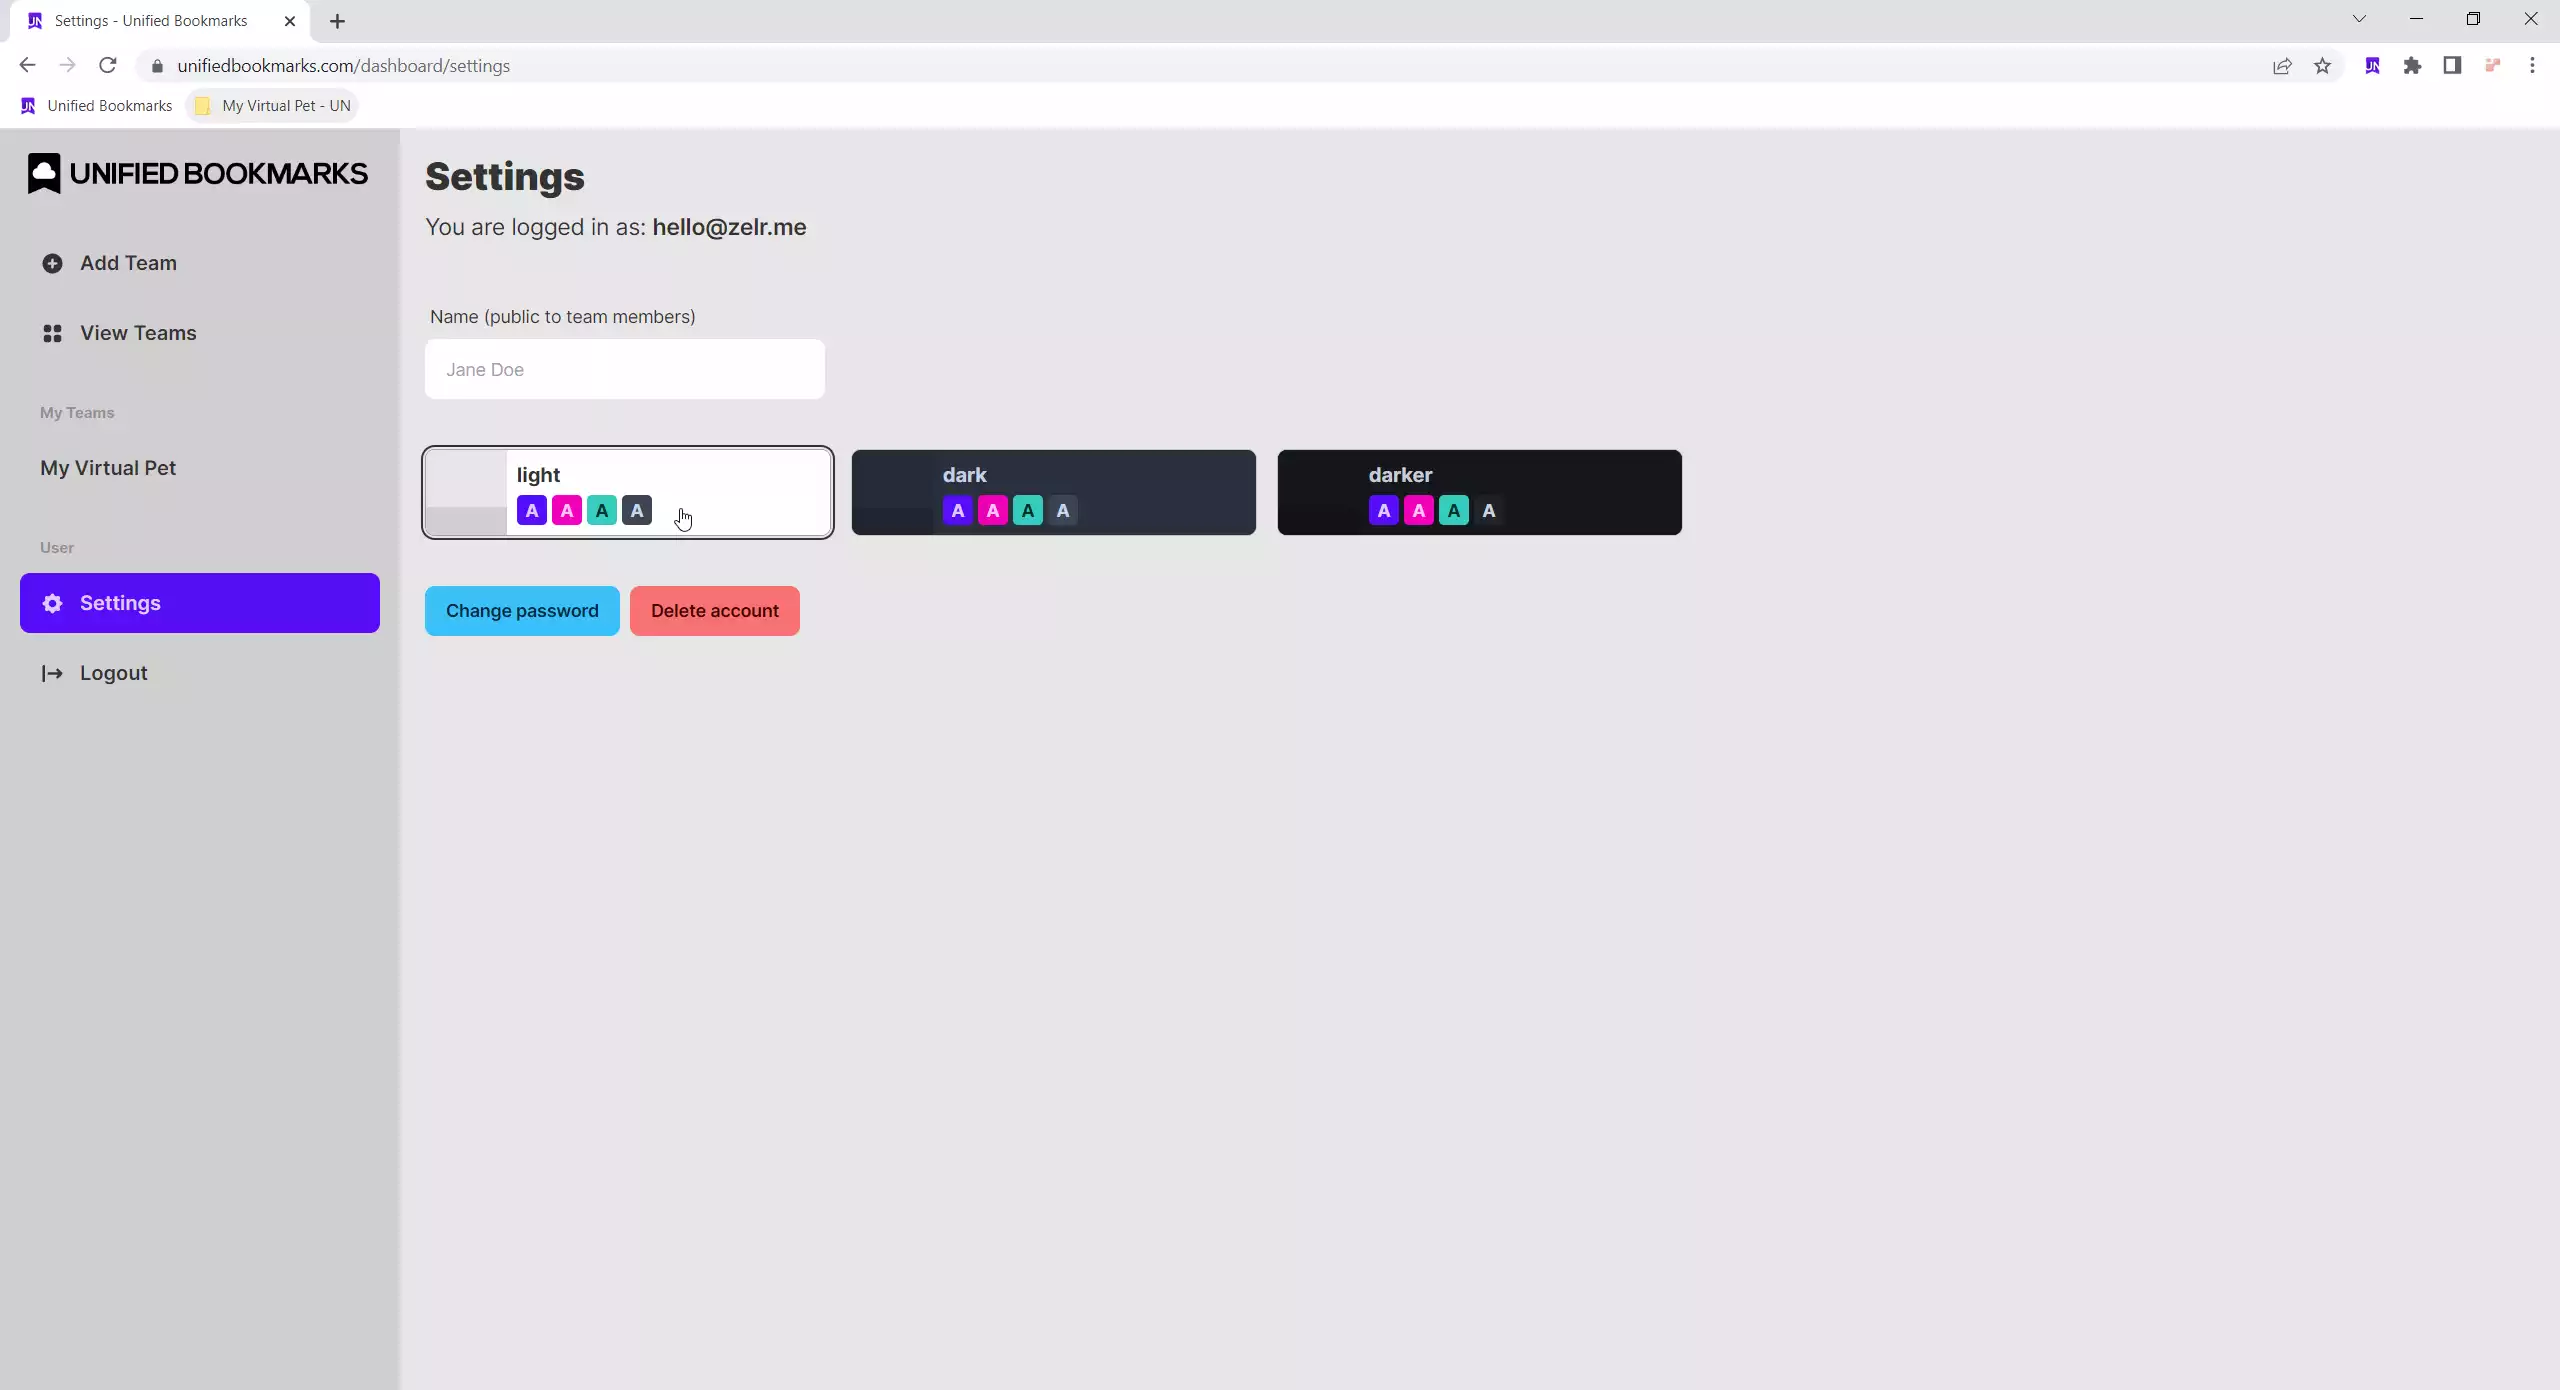 Settings - Unified Bookmarks
unifiedbookmarks.com/dashboard/settings
UN Unified Bookmarks
My Virtual Pet - UN
UNIFIED BOOKMARKS
Add Team
View Teams
My Teams
My Virtual Pet
User
Settings
Logout
Settings
You are logged in as: hello@zelr.me
Name (public to team members)
Jane Doe
light
A A A A
dark
A A A A
darker
A A A A
Change password
Delete account